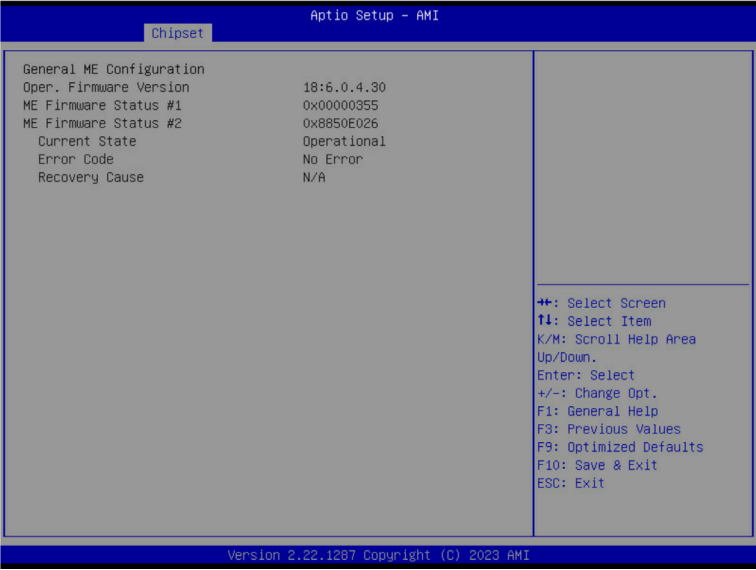 Aptio Setup - AMI
Chipset
General ME Configuration
Oper. Firmware Version 18:6.0.4.30
ME Firmware Status #1 0x00000355
ME Firmware Status #2 0x8850E026
Current State Operational
Error Code No Error
Recovery Cause N/A
→←: Select Screen
↑↓: Select Item
K/M: Scroll Help Area
Up/Down.
Enter: Select
+/-: Change Opt.
F1: General Help
F3: Previous Values
F9: Optimized Defaults
F10: Save & Exit
ESC: Exit
Version 2.22.1287 Copyright (C) 2023 AMI